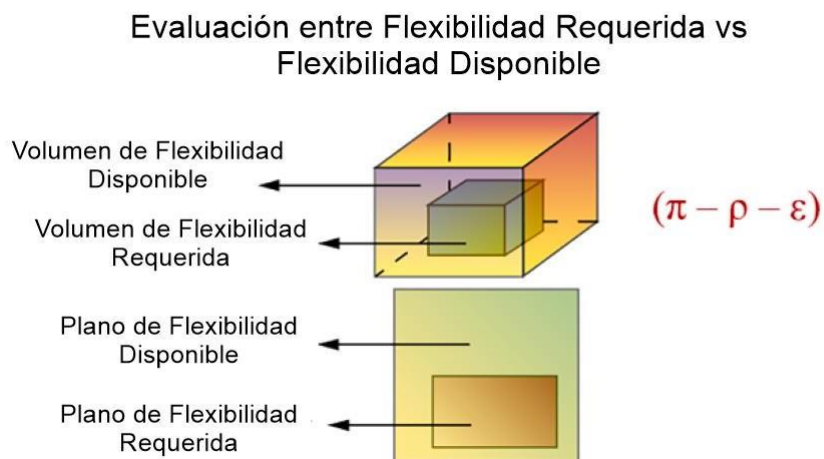 Evaluación entre Flexibilidad Requerida vs
Flexibilidad Disponible
Volumen de Flexibilidad
Disponible
Volumen de Flexibilidad
Requerida
(π – ρ – ε)
Plano de Flexibilidad
Disponible
Plano de Flexibilidad
Requerida